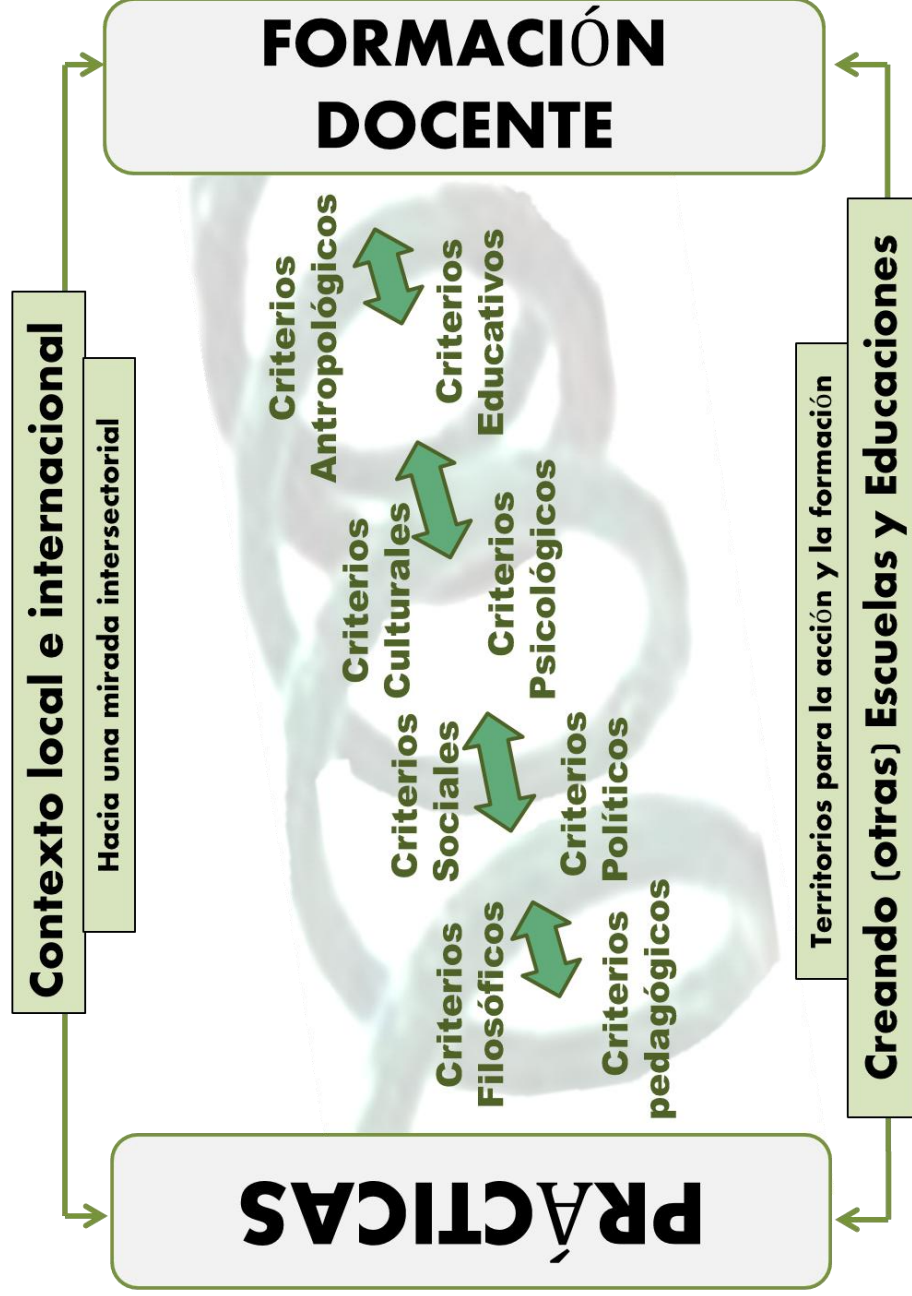 Contexto local e internacional
Hacia una mirada intersectorial
PRÁCTICAS
Criterios
Filosóficos
Criterios
pedagógicos
Criterios
Sociales
Criterios
Políticos
Criterios
Culturales
Criterios
Psicológicos
Criterios
Antropológicos
Criterios
Educativos
FORMACIÓN
DOCENTE
Territorios para la acción y la formación
Creando (otras) Escuelas y Educaciones